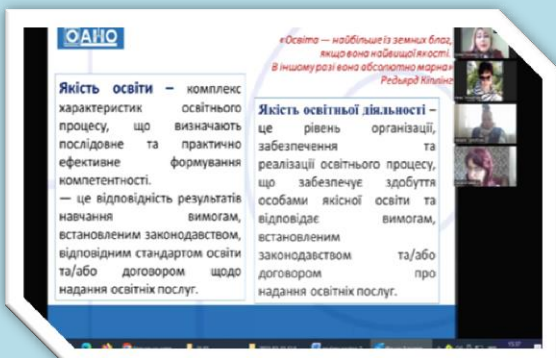 ОАНО
«Освіта — найбільше із земних благ,
якщо вона найвищої якості.
В іншому разі вона абсолютно марна»
Редьярд Кіплінг
Якість освіти – комплекс
характеристик освітнього
процесу, що визначають
послідовне та практично
ефективне формування
компетентності.
— це відповідність результатів
навчання вимогам,
встановленим законодавством,
відповідним стандартом освіти
та/або договором щодо
надання освітніх послуг.
Якість освітньої діяльності –
це рівень організації,
забезпечення та
реалізації освітнього процесу,
що забезпечує здобуття
особами якісної освіти та
відповідає вимогам,
встановленим
законодавством та/або
договором про
надання освітніх послуг.